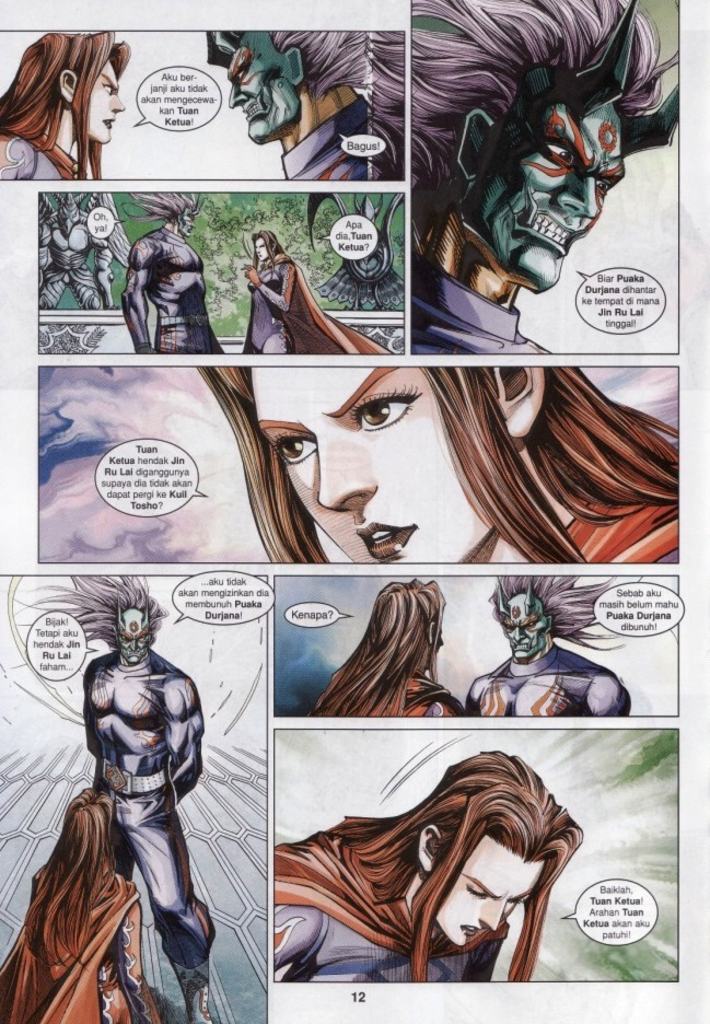 Aku ber-
janji aku tidak
akan mengecewa-
kan Tuan
Ketua!
Bagus!
Oh,
ya!
Apa
dia,Tuan
Ketua?
Biar Puaka
Durjana dihantar
ke tempat di mana
Jin Ru Lai
tinggal!
Tuan
Ketua hendak Jin
Ru Lai diganggunya
supaya dia tidak akan
dapat pergi ke Kuil
Tosho?
Bijak!
Tetapi aku
hendak Jin
Ru Lai
faham...
...aku tidak
akan mengizinkan dia
membunuh Puaka
Durjana!
Kenapa?
Sebab aku
masih belum mahu
Puaka Durjana
dibunuh!
Baiklah,
Tuan Ketua!
Arahan Tuan
Ketua akan aku
patuhi!
12